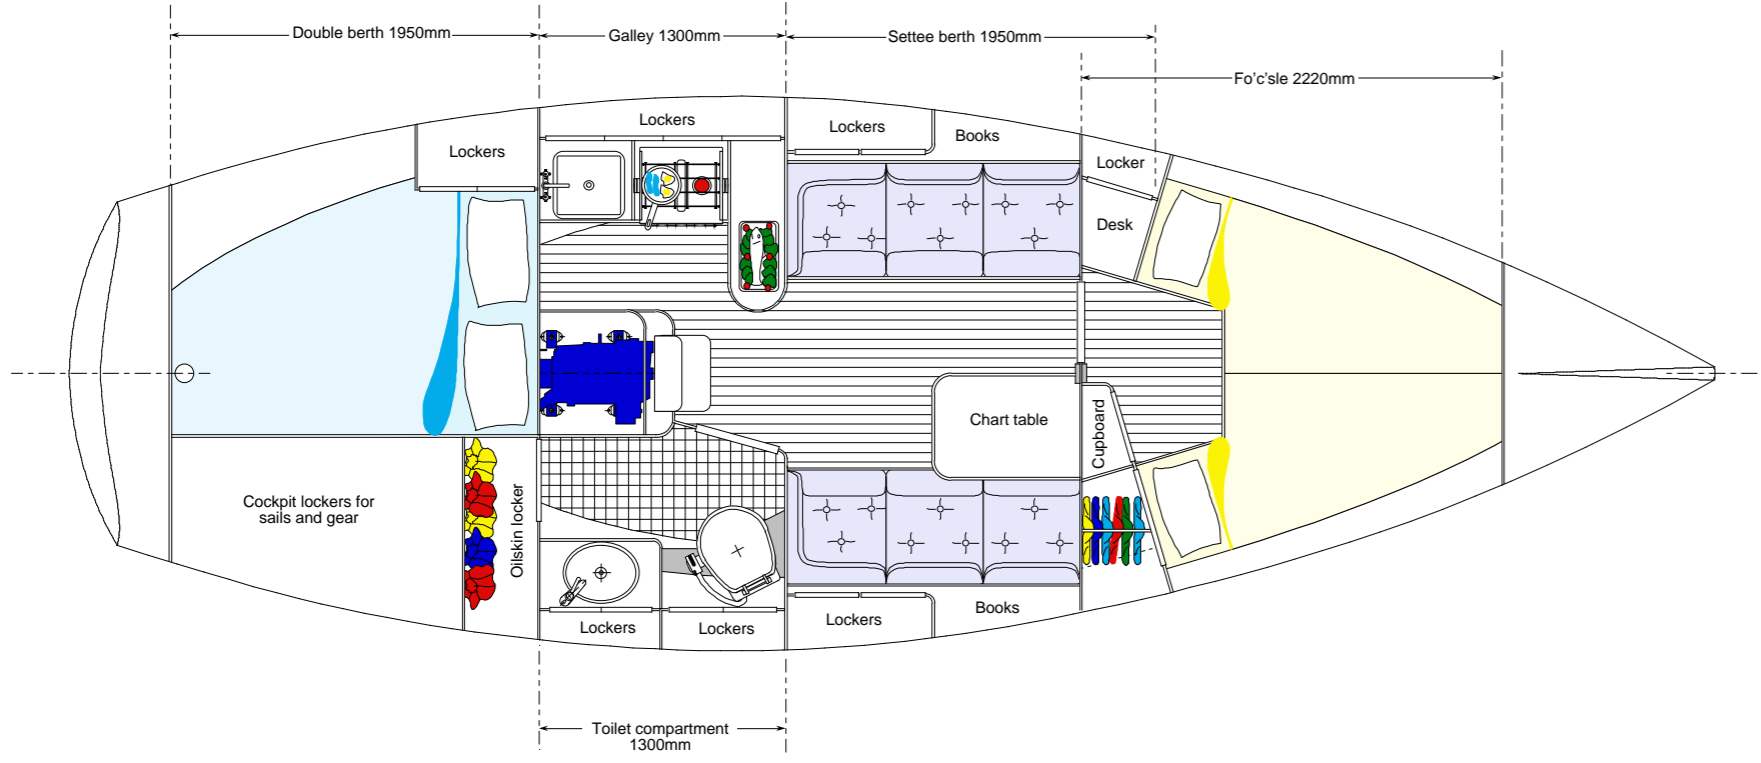 Double berth 1950mm
Galley 1300mm
Settee berth 1950mm
Fo'c'sle 2220mm
Lockers
Lockers
Lockers
Books
Locker
Desk
Chart table
Cupboard
Cockpit lockers for
sails and gear
Oilskin locker
Lockers
Lockers
Lockers
Books
Toilet compartment
1300mm